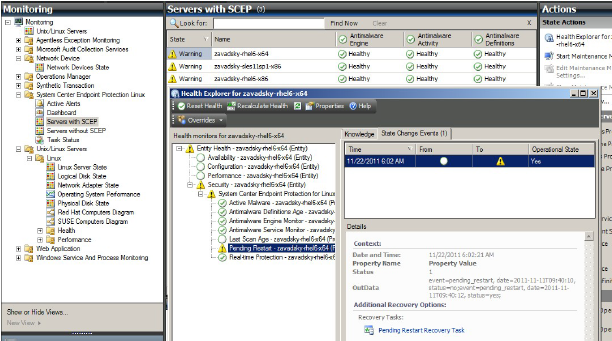 Monitoring
Monitoring
Unix/Linux Servers
Agentless Exception Monitoring
Microsoft Audit Collection Services
Network Device
Network Devices State
Operations Manager
Synthetic Transaction
System Center Endpoint Protection Linux
Active Alerts
Dashboard
Servers with SCEP
Servers without SCEP
Task Status
Unix/Linux Servers
Linux
Linux Server State
Logical Disk State
Network Adapter State
Operating System Performance
Physical Disk State
Red Hat Computers Diagram
SUSE Computers Diagram
Health
Performance
Web Application
Windows Service And Process Monitoring
Show or Hide Views...
New View
Servers with SCEP (3)
Look for:
Find Now
Clear
X
State
Name
Antimalware Engine
Antimalware Activity
Antimalware Definitions
Warning
zavadsky-rhel6-x64
Healthy
Healthy
Healthy
Warning
zavadsky-sles11sp1-x86
Healthy
Healthy
Healthy
Warning
zavadsky-rhel6-x86
Healthy
Healthy
Healthy
Actions
State Actions
Health Explorer for zava
-rhel6-x64
Start Maintenance M
Edit Maintenance M
Settings...
Health Explorer for zavadsky-rhel6-x64
Reset Health
Recalculate Health
Properties
Help
Overrides
Health monitors for zavadsky-rhel6-x64
Entity Health - zavadsky-rhel6-x64 (Entity)
Availability - zavadsky-rhel6-x64 (Entity)
Configuration - zavadsky-rhel6-x64 (Entity)
Performance - zavadsky-rhel6-x64 (Entity)
Security - zavadsky-rhel6-x64 (Entity)
System Center Endpoint Protection for Linux
Active Malware - zavadsky-rhel6-x64
Antimalware Definitions Age - zavadsky
Antimalware Engine Monitor - zavadsky
Antimalware Service Monitor - zavadsky
Last Scan Age - zavadsky-rhel6-x64 (
Pending Restart - zavadsky-rhel6-x64 (
Real-time Protection - zavadsky-rhel6
Knowledge
State Change Events (1)
Time
From
To
Operational State
11/22/2011 6:02 AM
Yes
Details
Context:
Date and Time:
11/22/2011 6:02:21 AM
Property Name
Property Value
Status
1
OutData
event=pending_restart, date=2011-11-11T09:40:10,
status=no;event=pending_restart, date=2011-11-
11T09:40:12, status=yes;
Additional Recovery Options:
Recovery Tasks:
Pending Restart Recovery Task